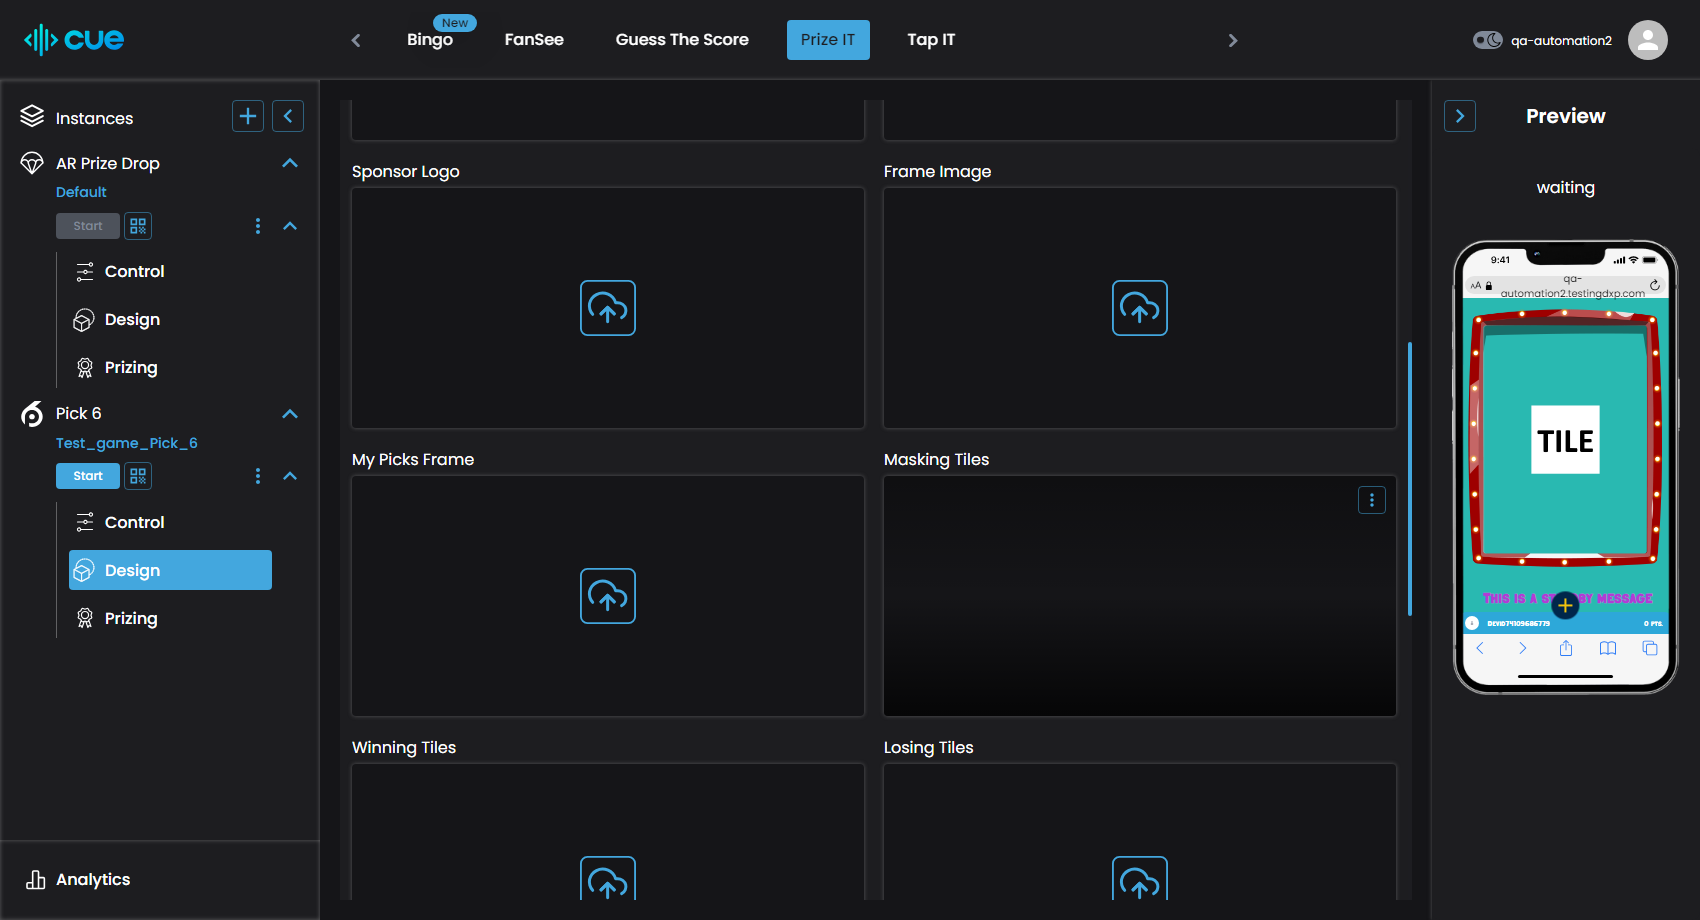 cue
New
Bingo
FanSee
Guess The Score
Prize IT
Tap IT
qa-automation2
Instances
AR Prize Drop
Default
Start
Control
Design
Prizing
Pick 6
Test_game_Pick_6
Start
Control
Design
Prizing
Analytics
Sponsor Logo
Frame Image
My Picks Frame
Masking Tiles
Winning Tiles
Losing Tiles
Preview
waiting
9:41
AA
qa-
automation2.testingdxp.com
TILE
THIS IS A ST BY MESSAGE
0 PTS.